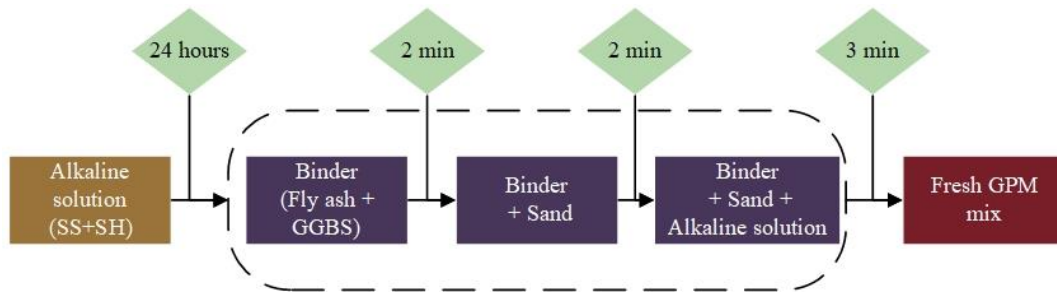 24 hours
2 min
2 min
3 min
Alkaline
solution
(SS+SH)
Binder
(Fly ash +
GGBS)
Binder
+ Sand
Binder
+ Sand +
Alkaline solution
Fresh GPM
mix